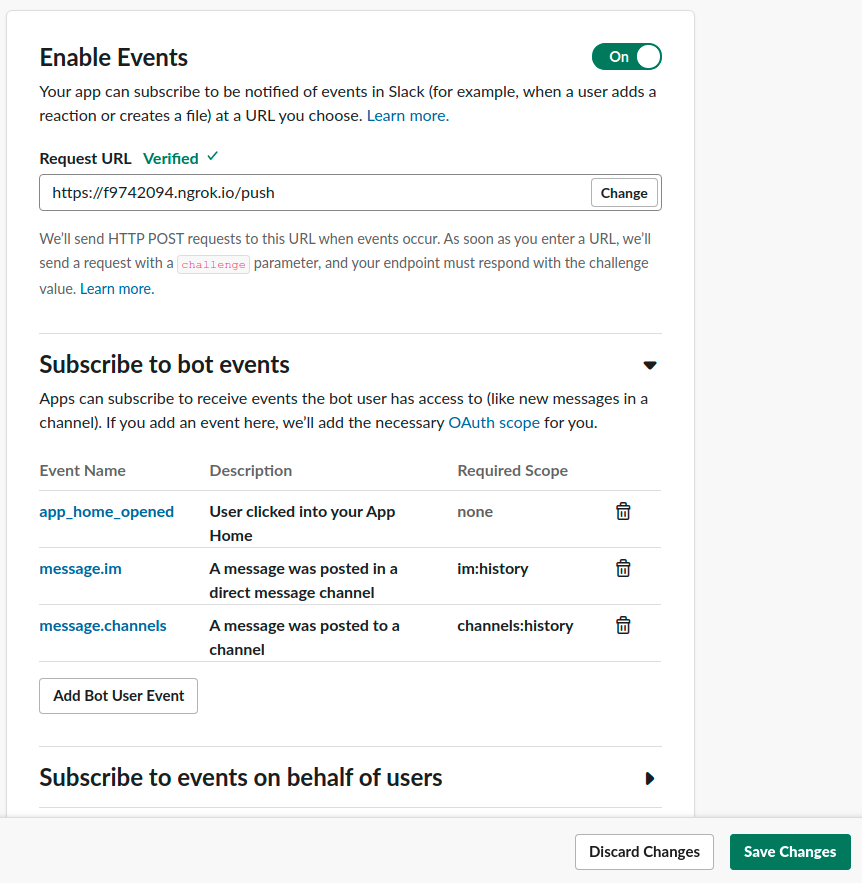 Enable Events
On
Your app can subscribe to be notified of events in Slack (for example, when a user adds a
reaction or creates a file) at a URL you choose. Learn more.
Request URL Verified ✓
https://f9742094.ngrok.io/push
Change
We’ll send HTTP POST requests to this URL when events occur. As soon as you enter a URL, we’ll
send a request with a challenge parameter, and your endpoint must respond with the challenge
value. Learn more.
Subscribe to bot events
Apps can subscribe to receive events the bot user has access to (like new messages in a
channel). If you add an event here, we’ll add the necessary OAuth scope for you.
Event Name Description Required Scope
app_home_opened User clicked into your App none
Home
message.im A message was posted in a im:history
direct message channel
message.channels A message was posted to a channels:history
channel
Add Bot User Event
Subscribe to events on behalf of users
Discard Changes Save Changes